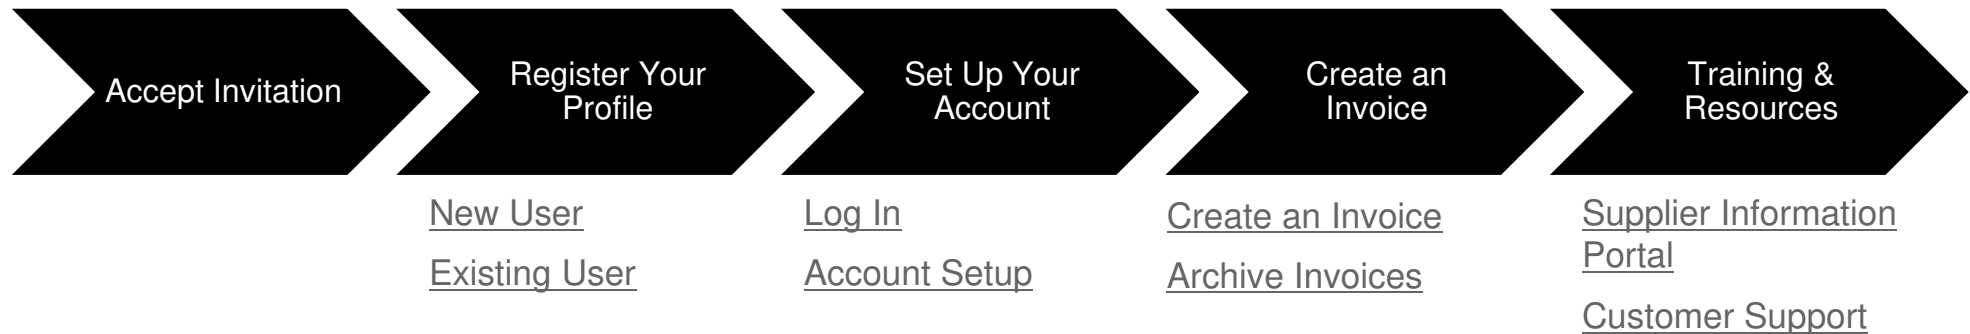 Accept Invitation
Register Your
Profile
Set Up Your
Account
Create an
Invoice
Training &
Resources
New User
Existing User
Log In
Account Setup
Create an Invoice
Archive Invoices
Supplier Information
Portal
Customer Support